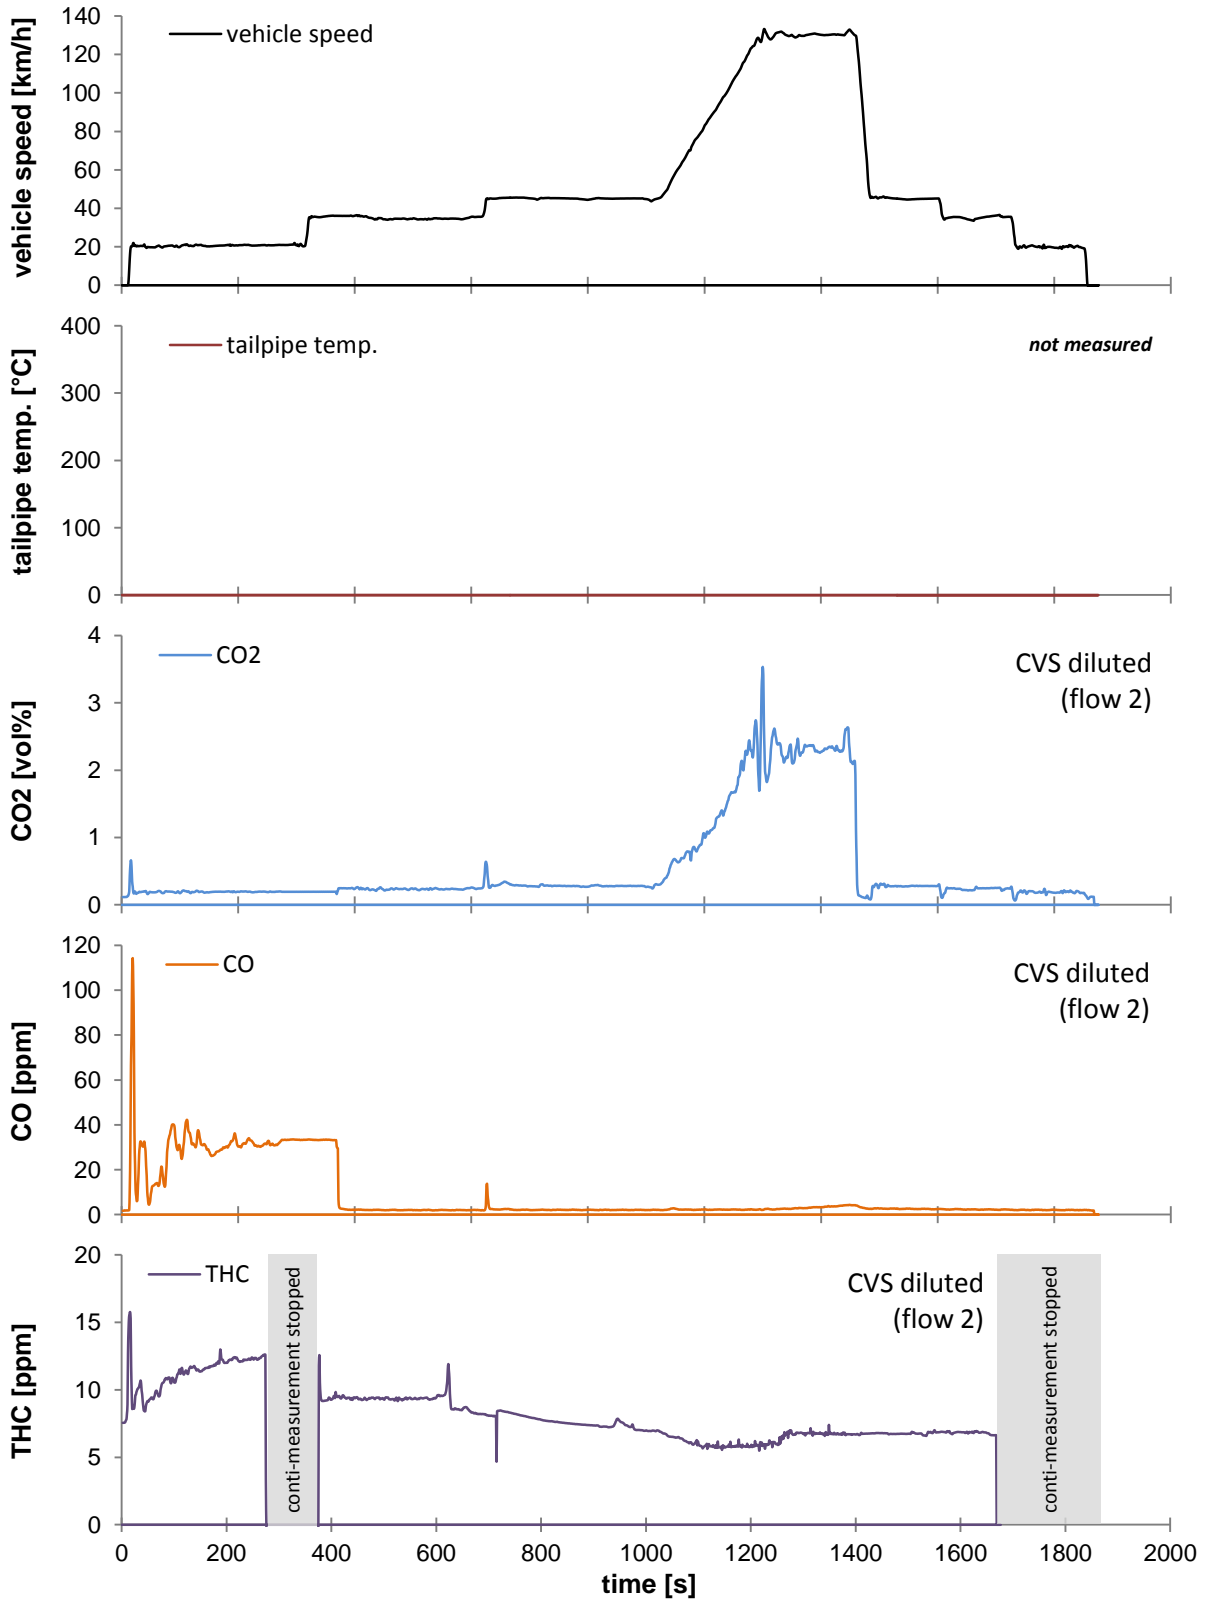 vehicle speed [km/h]
140
120
100
80
60
40
20
0
vehicle speed
tailpipe temp. [°C]
400
300
200
100
0
tailpipe temp.
not measured
CO2 [vol%]
4
3
2
1
0
CO2
CVS diluted
(flow 2)
CO [ppm]
120
100
80
60
40
20
0
CO
CVS diluted
(flow 2)
THC [ppm]
20
15
10
5
0
THC
conti-measurement stopped
CVS diluted
(flow 2)
conti-measurement stopped
0 200 400 600 800 1000 1200 1400 1600 1800 2000
time [s]